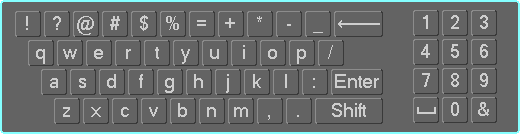 ! ? @ # $ % = + * - _ ← 1 2 3
q w e r t y u i o p / 4 5 6
a s d f g h j k l : Enter 7 8 9
z x c v b n m , . Shift ⎵ 0 &